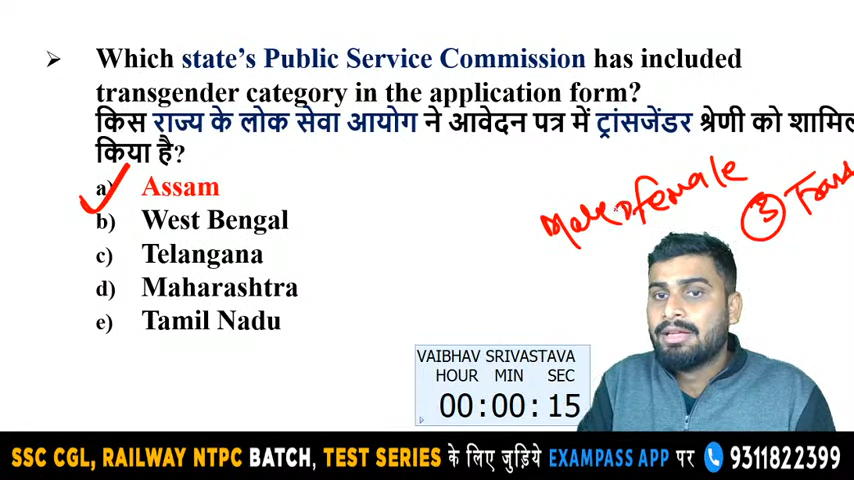 ➤ Which state's Public Service Commission has included
transgender category in the application form?
किस राज्य के लोक सेवा आयोग ने आवेदन पत्र में ट्रांसजेंडर श्रेणी को शामिल
किया है?
a) Assam
b) West Bengal
c) Telangana
d) Maharashtra
e) Tamil Nadu
Male female
3 Trans
VAIBHAV SRIVASTAVA
HOUR MIN SEC
00:00:15
SSC CGL, RAILWAY NTPC BATCH, TEST SERIES के लिए जुड़िये EXAMPASS APP पर 9311822399